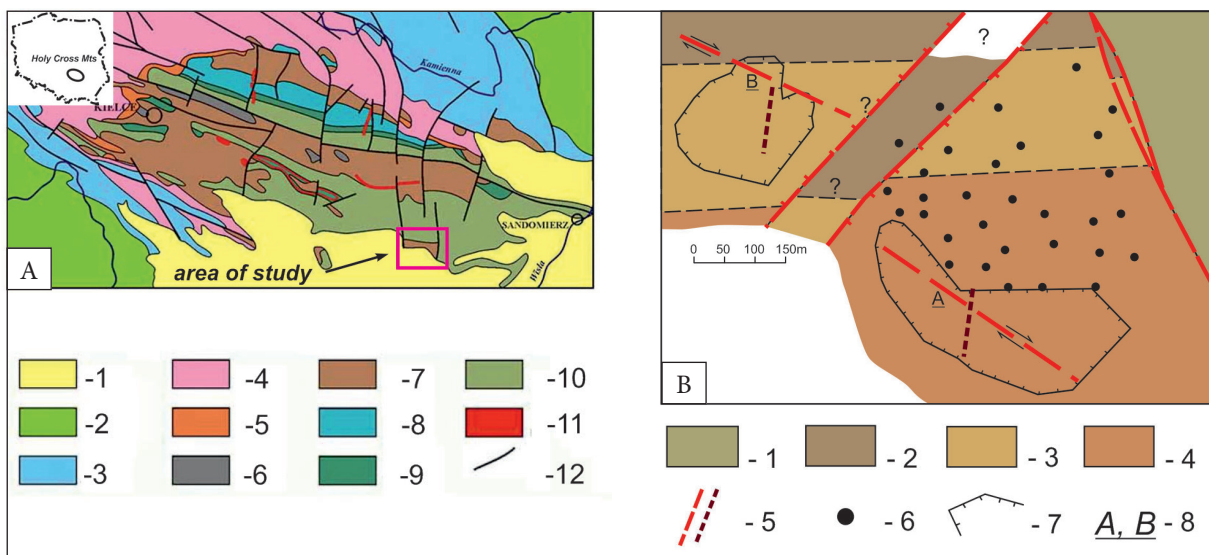 Holy Cross Mts
KIELCE
Kamienna
SANDOMIERZ
Wisła
area of study
A
-1
-4
-7
-10
-2
-5
-8
-11
-3
-6
-9
-12
?
B
?
?
0 50 100 150m
A
B
- 1
- 2
- 3
- 4
- 5
- 6
- 7
A, B - 8